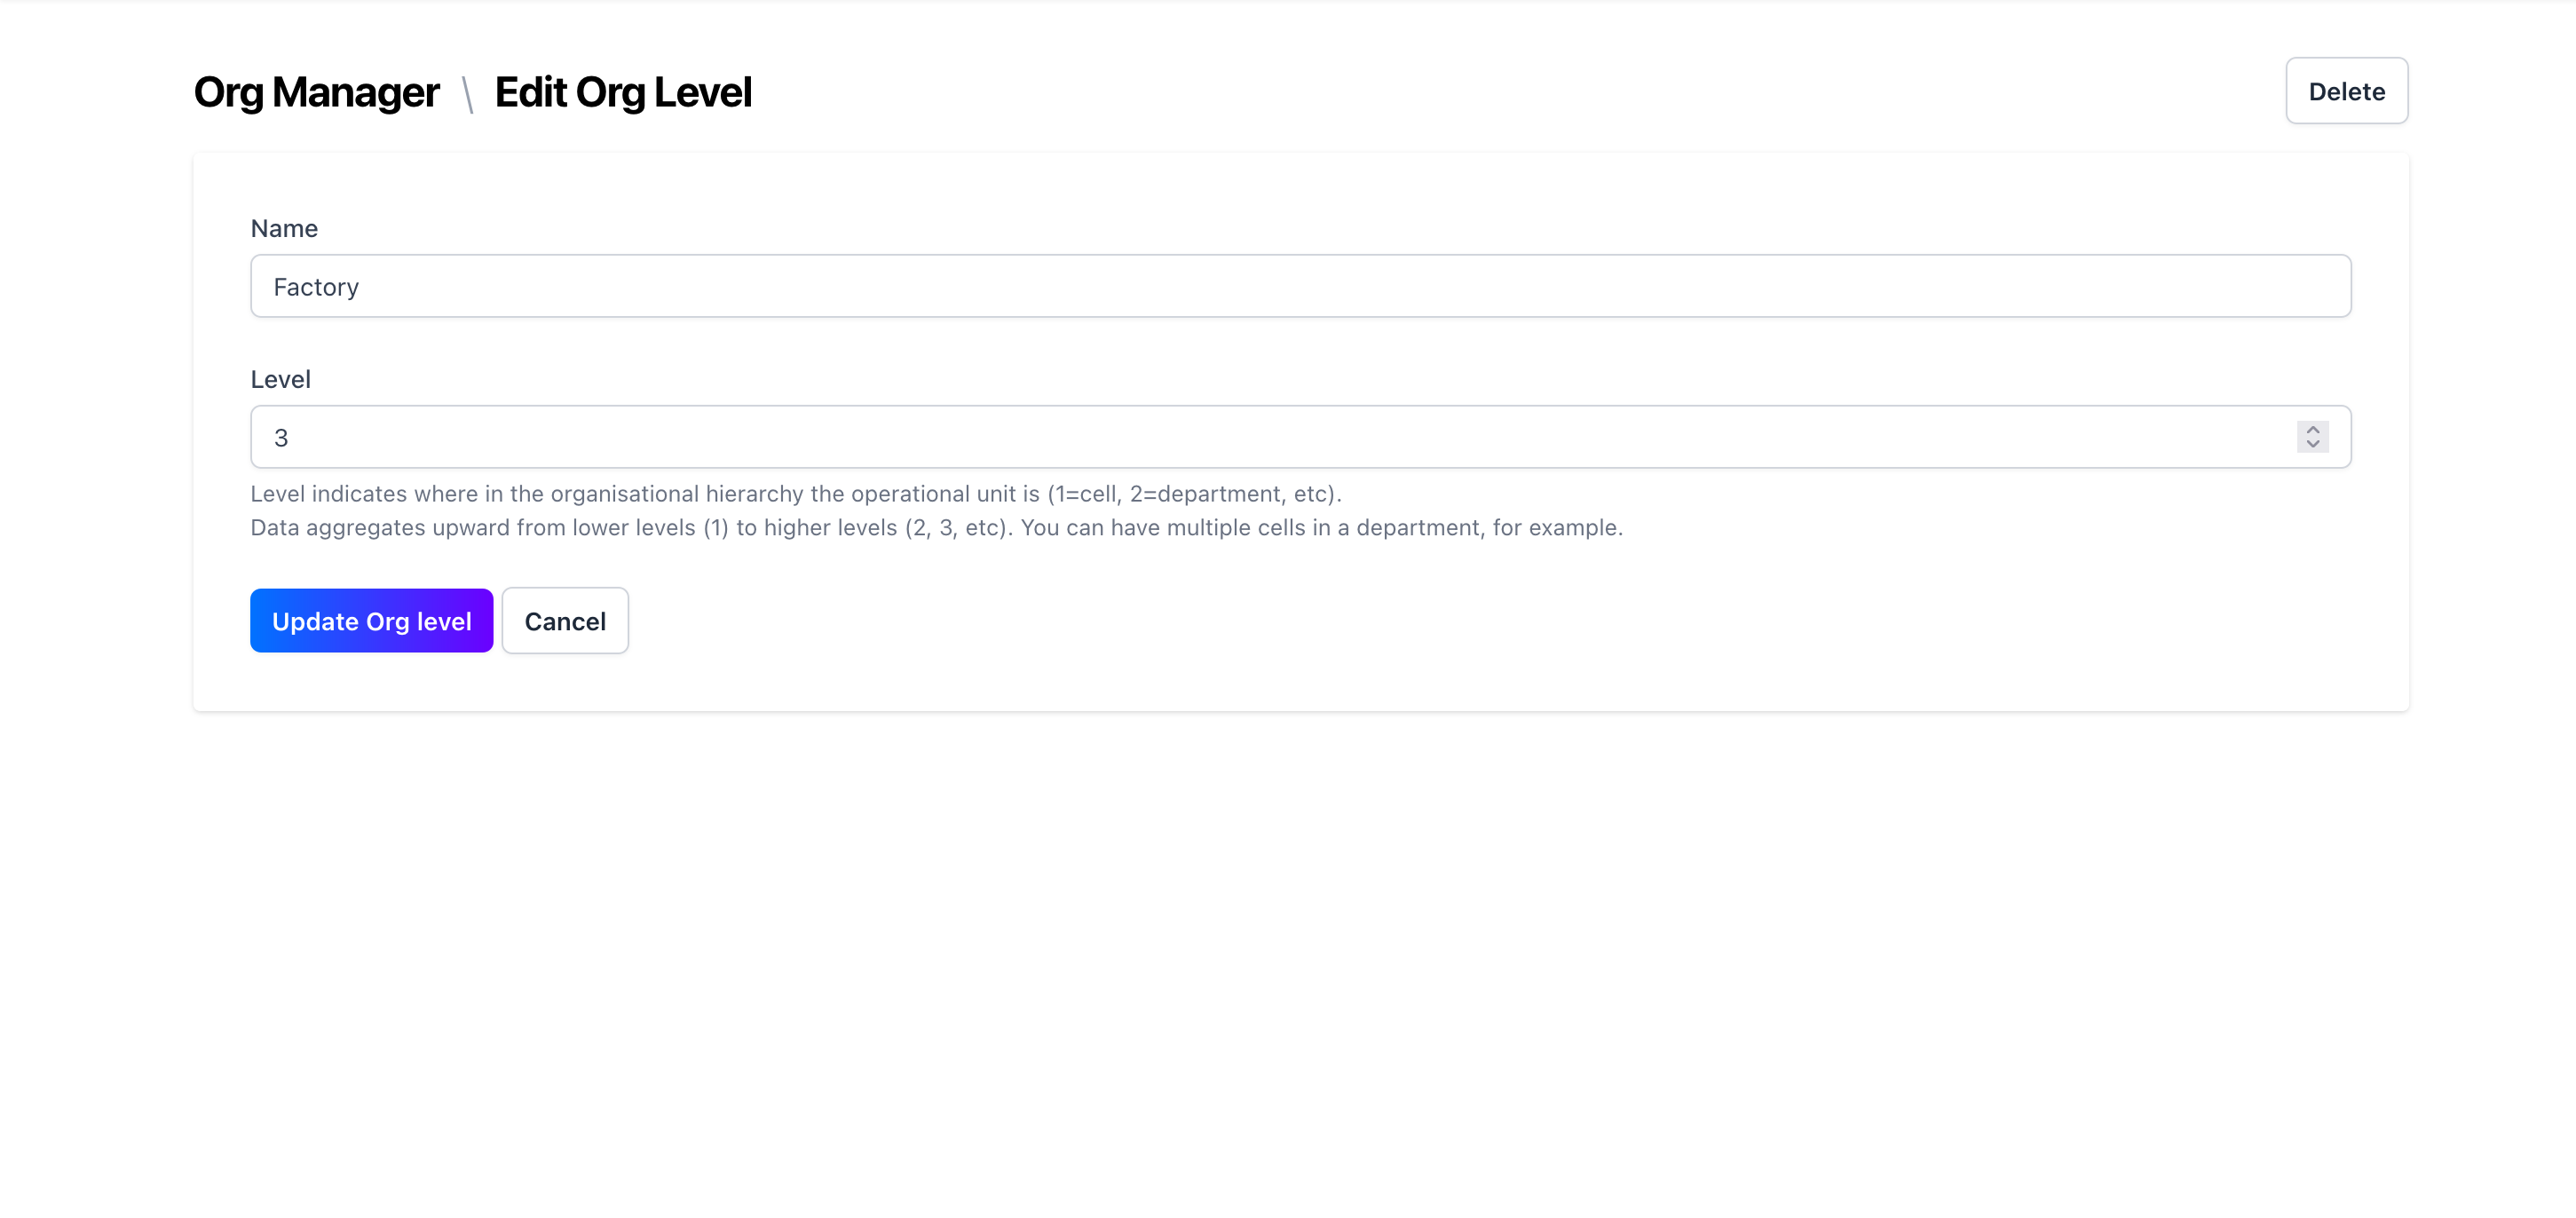 Org Manager \ Edit Org Level
Delete
Name
Factory
Level
3
Level indicates where in the organisational hierarchy the operational unit is (1=cell, 2=department, etc).
Data aggregates upward from lower levels (1) to higher levels (2, 3, etc). You can have multiple cells in a department, for example.
Update Org level
Cancel